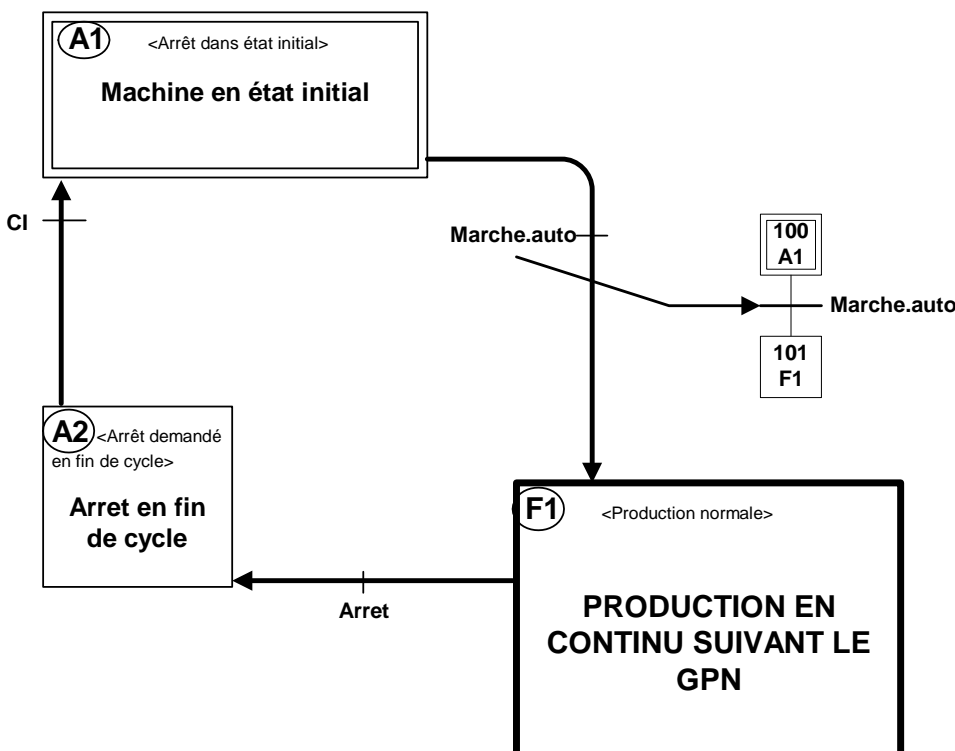 A1
<Arrêt dans état initial>
Machine en état initial
CI
Marche.auto
100
A1
Marche.auto
101
F1
A2
<Arrêt demandé
en fin de cycle>
Arret en fin
de cycle
F1
<Production normale>
Arret
PRODUCTION EN
CONTINU SUIVANT LE
GPN